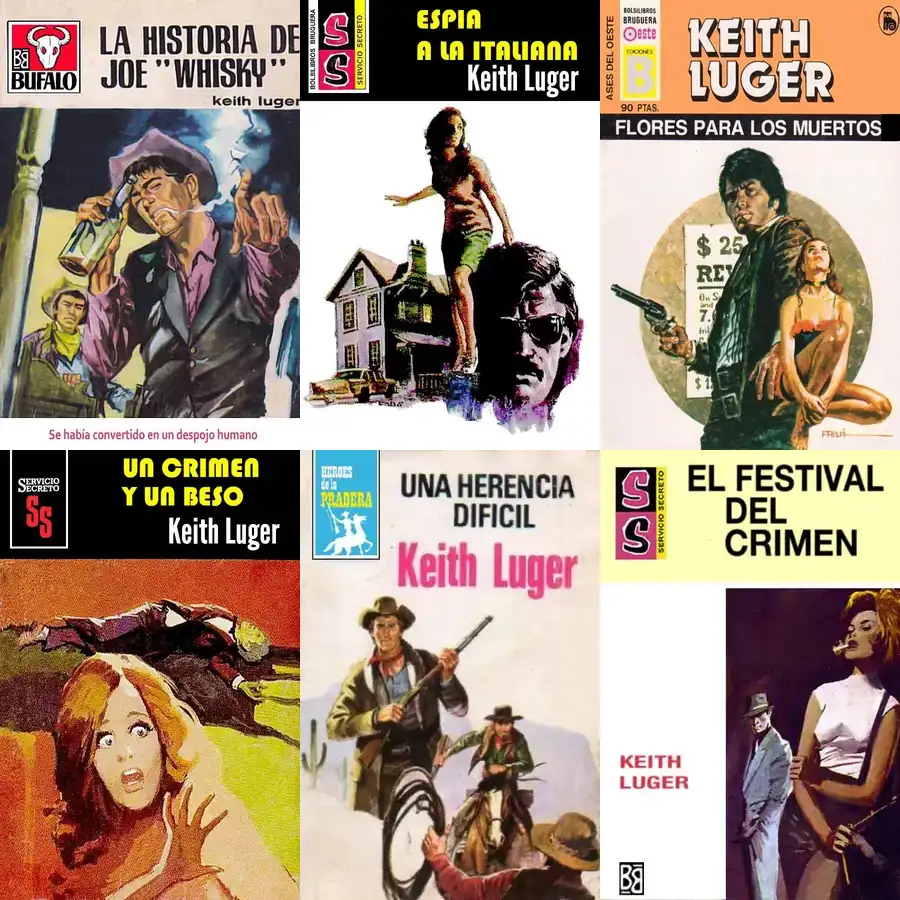 BUFALO
LA HISTORIA DE
JOE "WHISKY"
keith luger
Se había convertido en un despojo humano
BOLSILIBROS BRUGUERA
SS
SERVICIO SECRETO
ESPIA
A LA ITALIANA
Keith Luger
ASES DEL OESTE
BOLSILIBROS
BRUGUERA
Oeste
EDICIONES
B
90 PTAS.
KEITH
LUGER
FLORES PARA LOS MUERTOS
$ 25
SERVICIO
SECRETO
SS
UN CRIMEN
Y UN BESO
Keith Luger
HEROES
de la
PRADERA
UNA HERENCIA
DIFICIL
Keith Luger
SS
SERVICIO SECRETO
EL FESTIVAL
DEL
CRIMEN
KEITH
LUGER